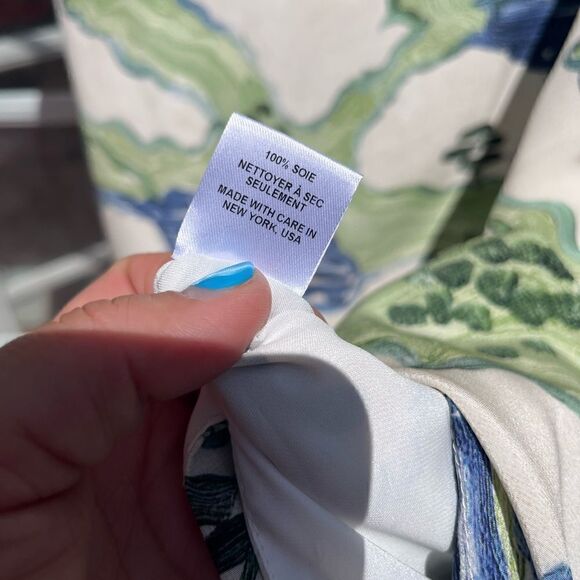 100% SOIE
NETTOYER À SEC
SEULEMENT
MADE WITH CARE IN
NEW YORK, USA